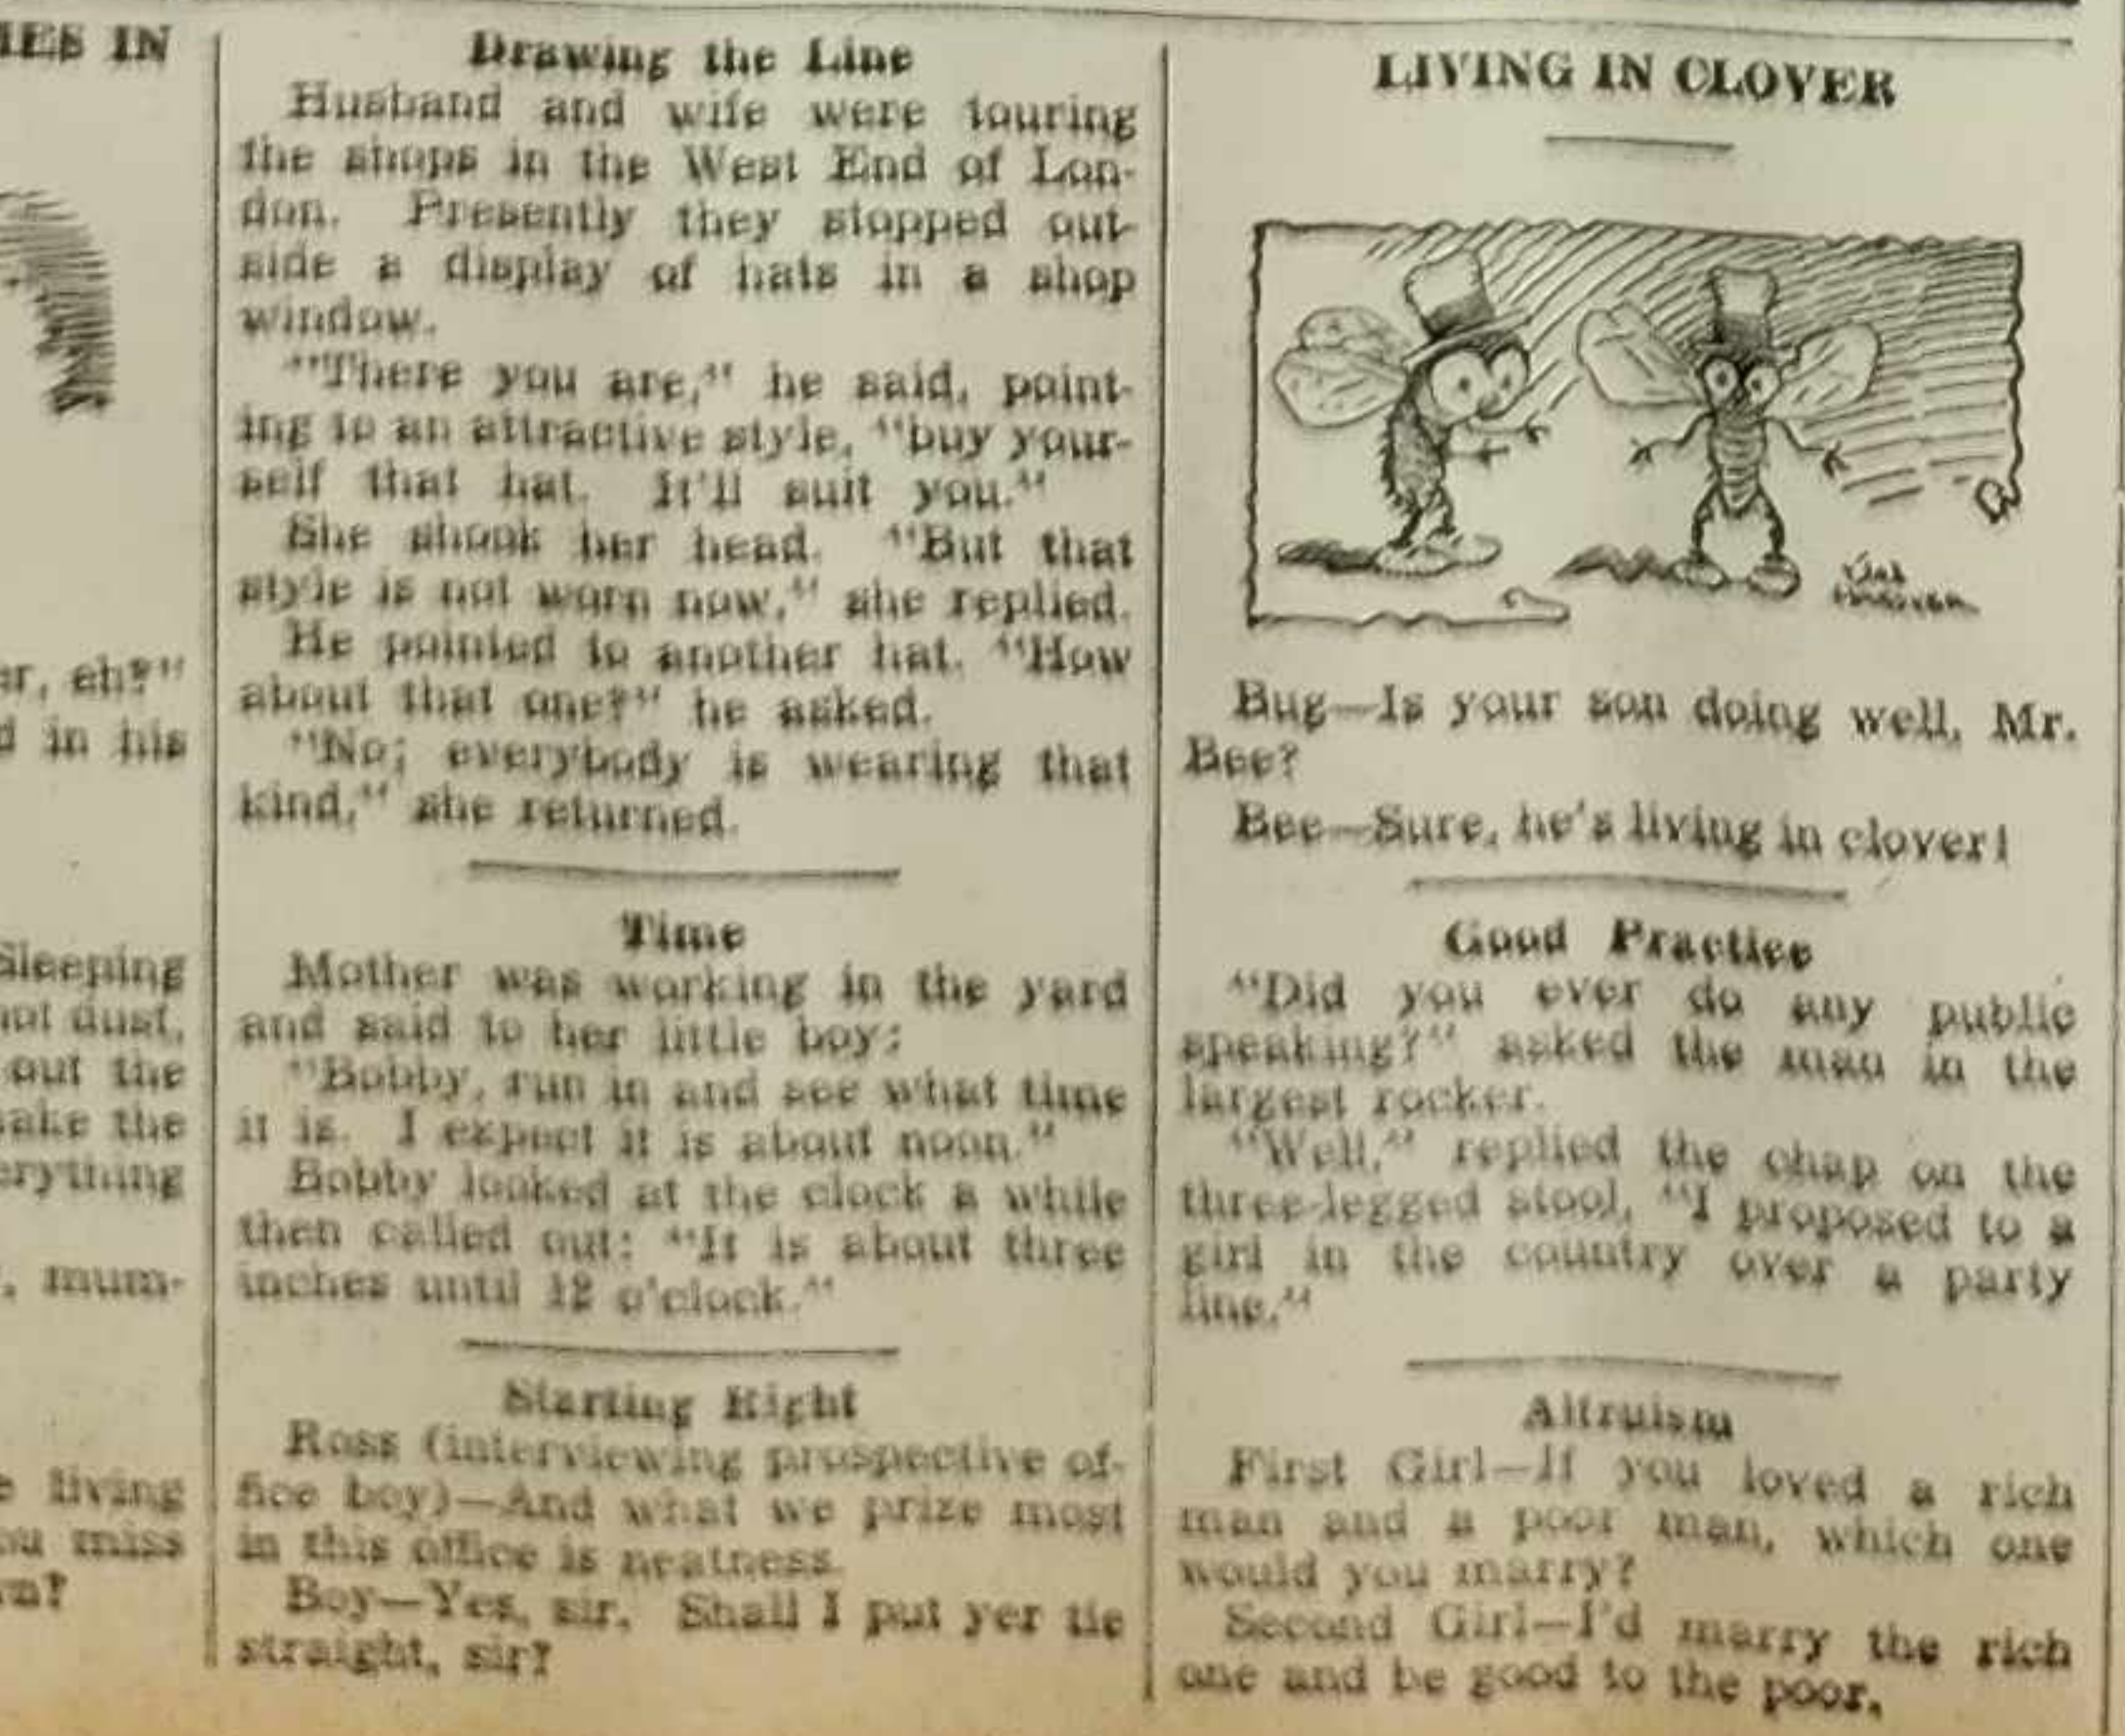 IES IN
er, eh?"
d in his
Sleeping
not dust,
out the
make the
erything
, mum-
e living
ou miss
Drawing the Line
Husband and wife were touring
the shops in the West End of Lon-
don. Presently they stopped out-
side a display of hats in a shop
window.
"There you are," he said, point-
ing to an attractive style, "buy your-
self that hat. It'll suit you."
She shook her head. "But that
style is not worn now," she replied.
He pointed to another hat. "How
about that one?" he asked.
"No; everybody is wearing that
kind," she returned.
Time
Mother was working in the yard
and said to her little boy:
"Bobby, run in and see what time
it is. I expect it is about noon."
Bobby looked at the clock a while
then called out: "It is about three
inches until 12 o'clock."
Starting Right
Ross (interviewing prospective of-
fice boy)—And what we prize most
in this office is neatness.
Boy—Yes, sir. Shall I put yer tie
straight, sir?
LIVING IN CLOVER
Bug—Is your son doing well, Mr.
Bee?
Bee—Sure, he's living in clover!
Good Practice
"Did you ever do any public
speaking?" asked the man in the
largest rocker.
"Well," replied the chap on the
three-legged stool, "I proposed to a
girl in the country over a party
line."
Altruism
First Girl—If you loved a rich
man and a poor man, which one
would you marry?
Second Girl—I'd marry the rich
one and be good to the poor.